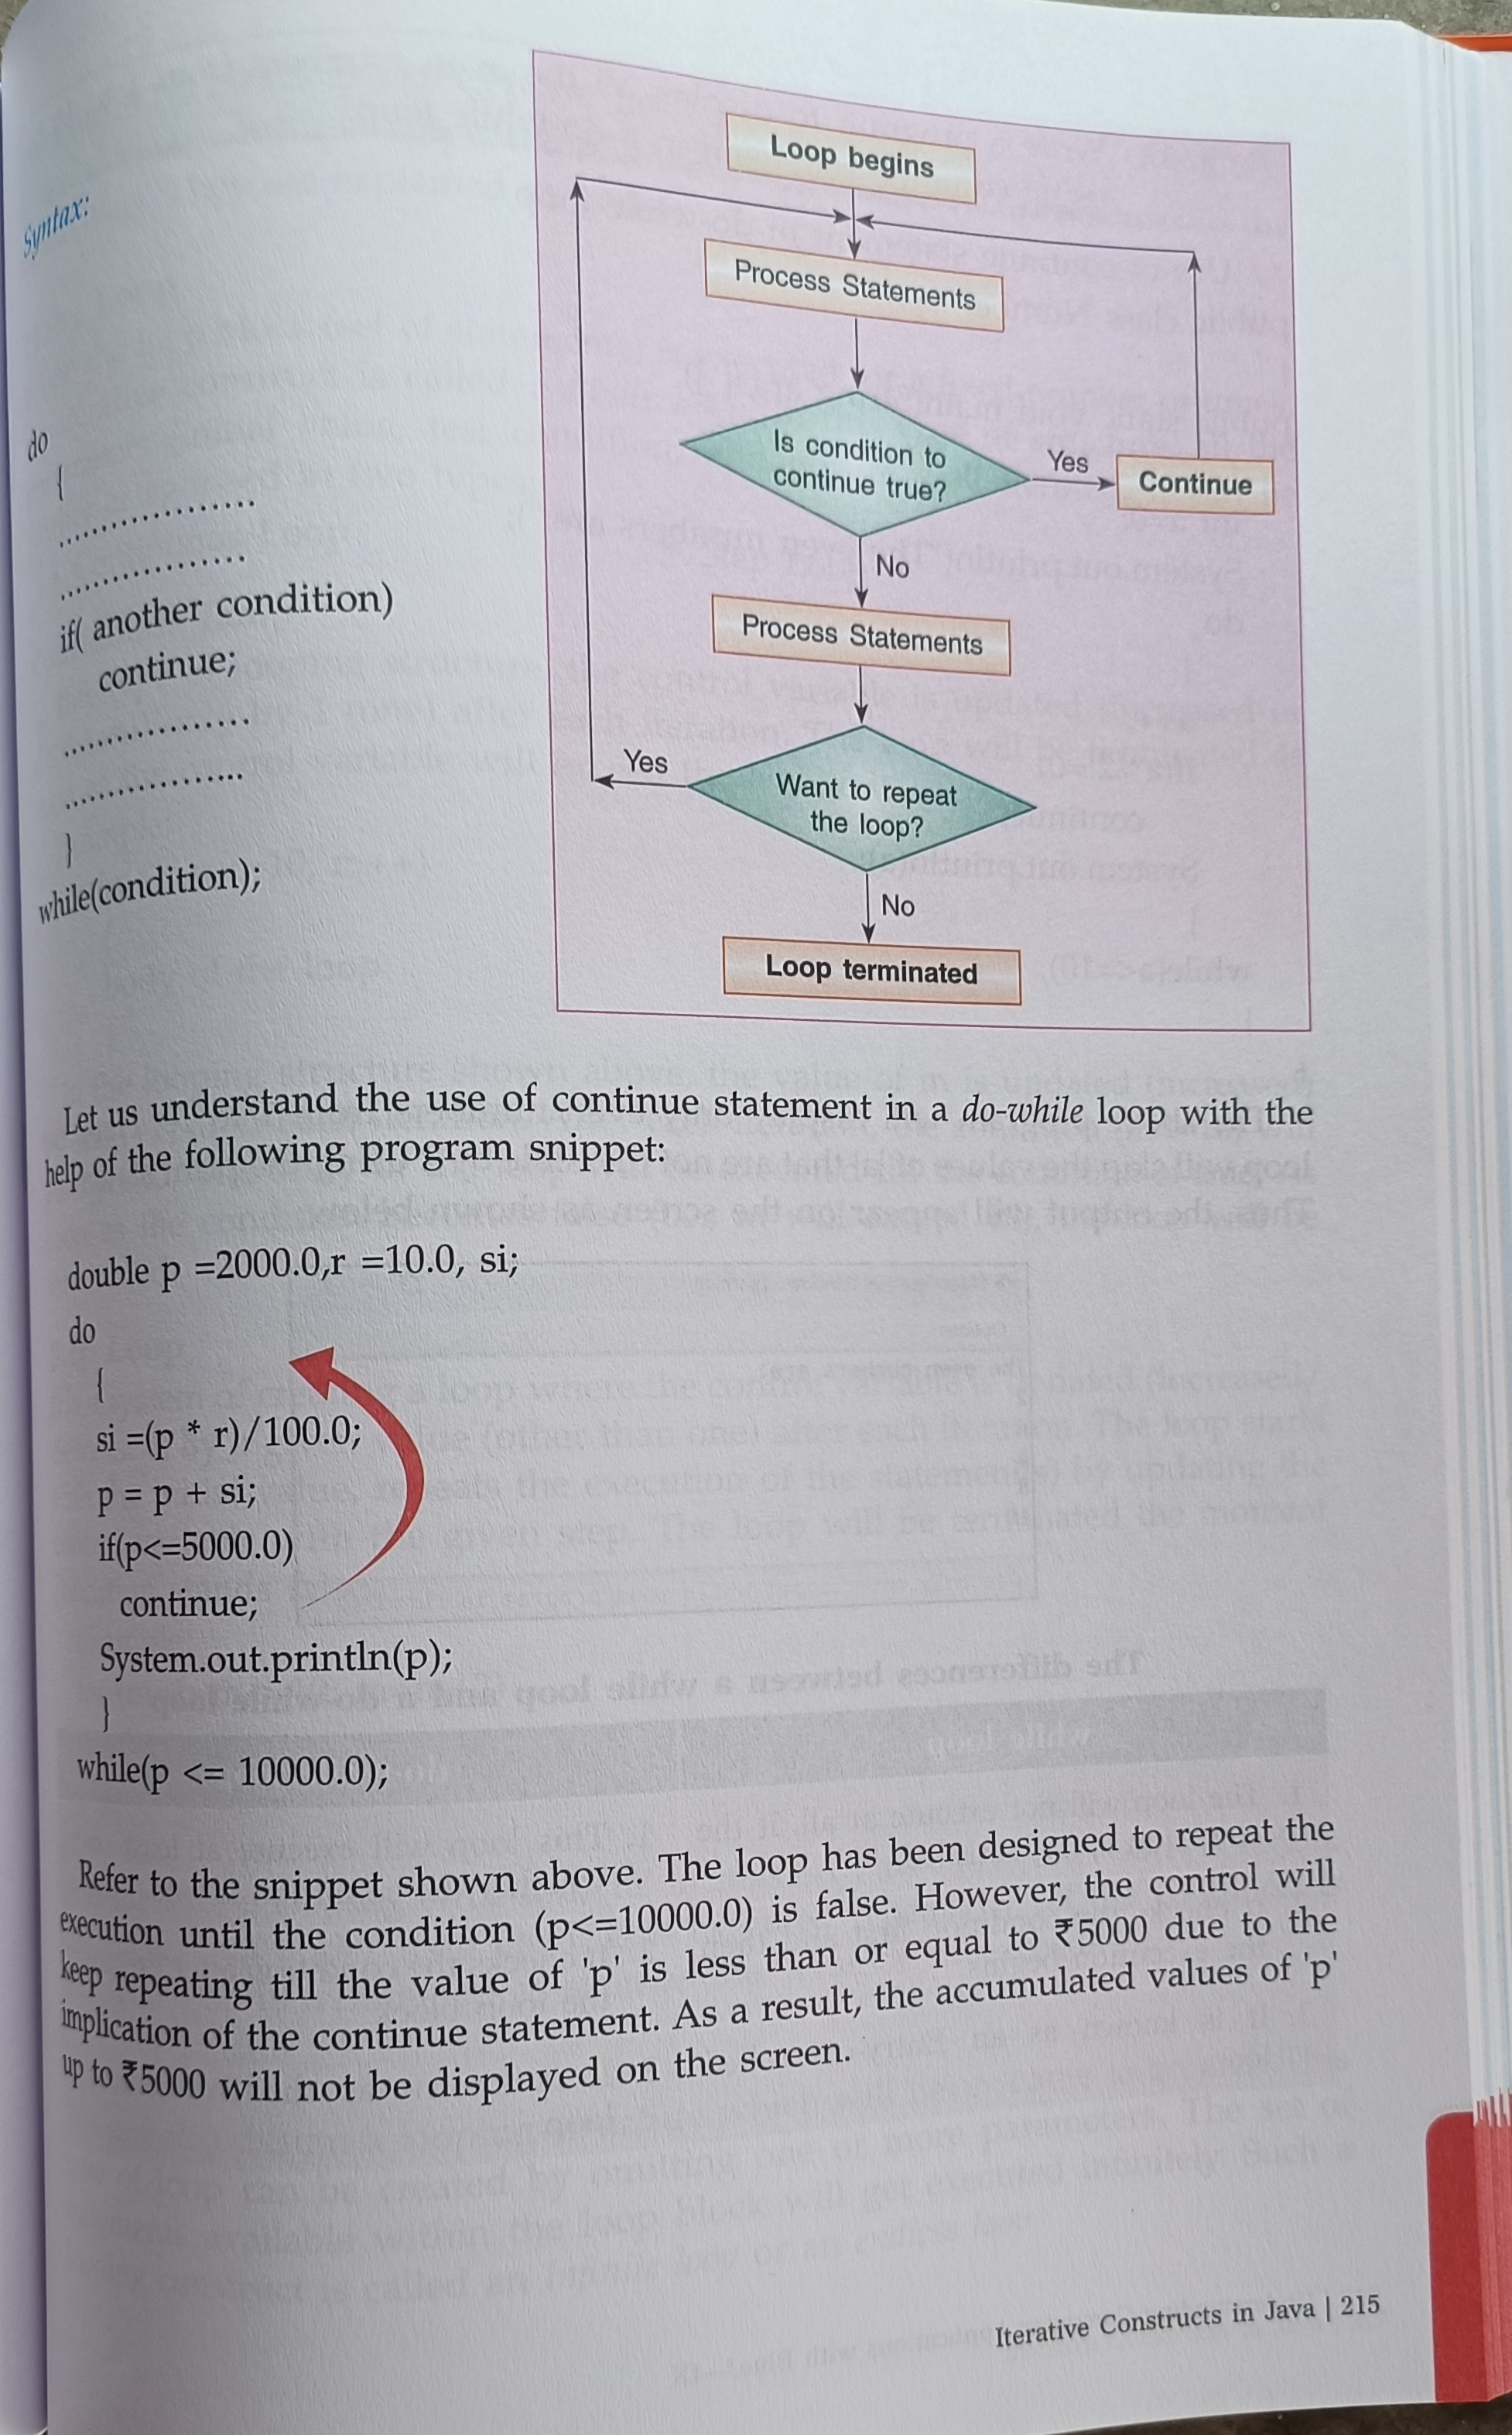 Syntax:
do
{
...................
..................
if( another condition)
continue;
..................
..................
}
while(condition);
Loop begins
Process Statements
Is condition to
continue true?
Yes
Continue
No
Process Statements
Yes
Want to repeat
the loop?
No
Loop terminated
Let us understand the use of continue statement in a do-while loop with the
help of the following program snippet:
double p =2000.0,r =10.0, si;
do
{
si =(p * r)/100.0;
p = p + si;
if(p<=5000.0)
continue;
System.out.println(p);
}
while(p <= 10000.0);
Refer to the snippet shown above. The loop has been designed to repeat the
execution until the condition (p<=10000.0) is false. However, the control will
keep repeating till the value of 'p' is less than or equal to ₹5000 due to the
implication of the continue statement. As a result, the accumulated values of 'p'
up to ₹5000 will not be displayed on the screen.
Iterative Constructs in Java | 215